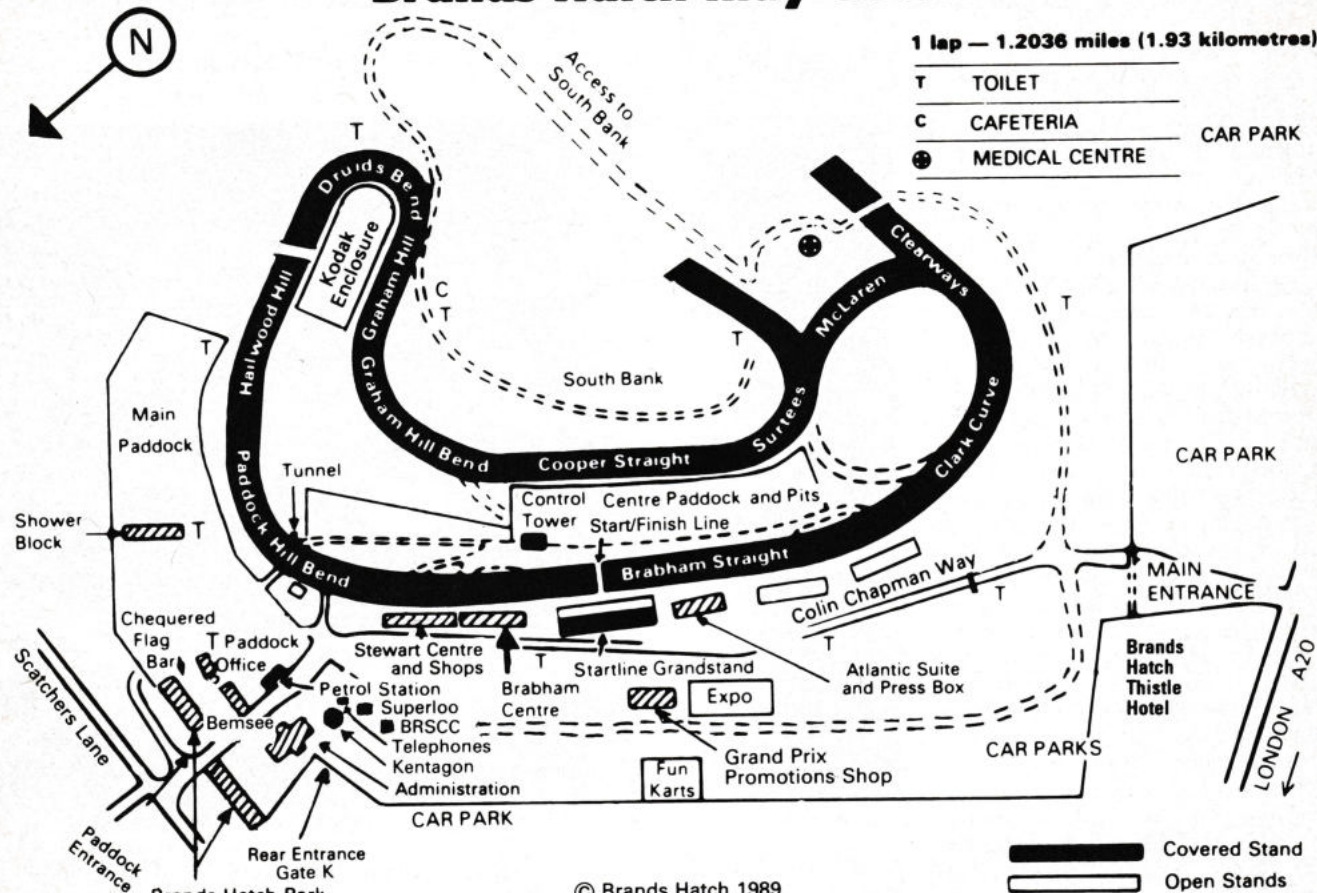 Brands Hatch
N
1 lap — 1.2036 miles (1.93 kilometres)
T TOILET
C CAFETERIA
MEDICAL CENTRE
CAR PARK
Access to
South Bank
T
Druids Bend
Kodak
Enclosure
Hailwood Hill
Graham Hill
C
T
Clearways
McLaren
T
T
T
South Bank
Main
Paddock
Graham Hill Bend
Surtees
Clark Curve
Cooper Straight
CAR PARK
Tunnel
Paddock Hill Bend
Control
Tower
Centre Paddock and Pits
Start/Finish Line
Shower
Block
T
Brabham Straight
Colin Chapman Way
MAIN
ENTRANCE
T
T
Chequered
Flag
Bar
T Paddock
Office
Stewart Centre
and Shops
T
Brabham
Centre
Startline Grandstand
Atlantic Suite
and Press Box
Brands
Hatch
Thistle
Hotel
A20
LONDON
Scatchers Lane
Petrol Station
Superloo
BRSCC
Bemsee
Telephones
Kentagon
Administration
Expo
Grand Prix
Promotions Shop
CAR PARKS
Fun
Karts
CAR PARK
Paddock
Entrance
Rear Entrance
Gate K
Brands Hatch Park
© Brands Hatch 1989
Covered Stand
Open Stands